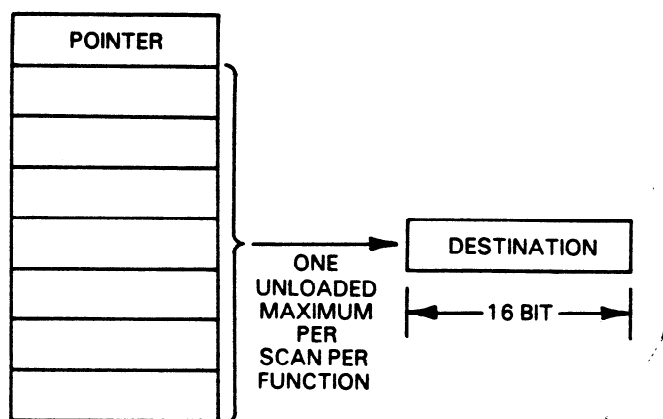 POINTER
ONE
UNLOADED
MAXIMUM
PER
SCAN PER
FUNCTION
DESTINATION
16 BIT